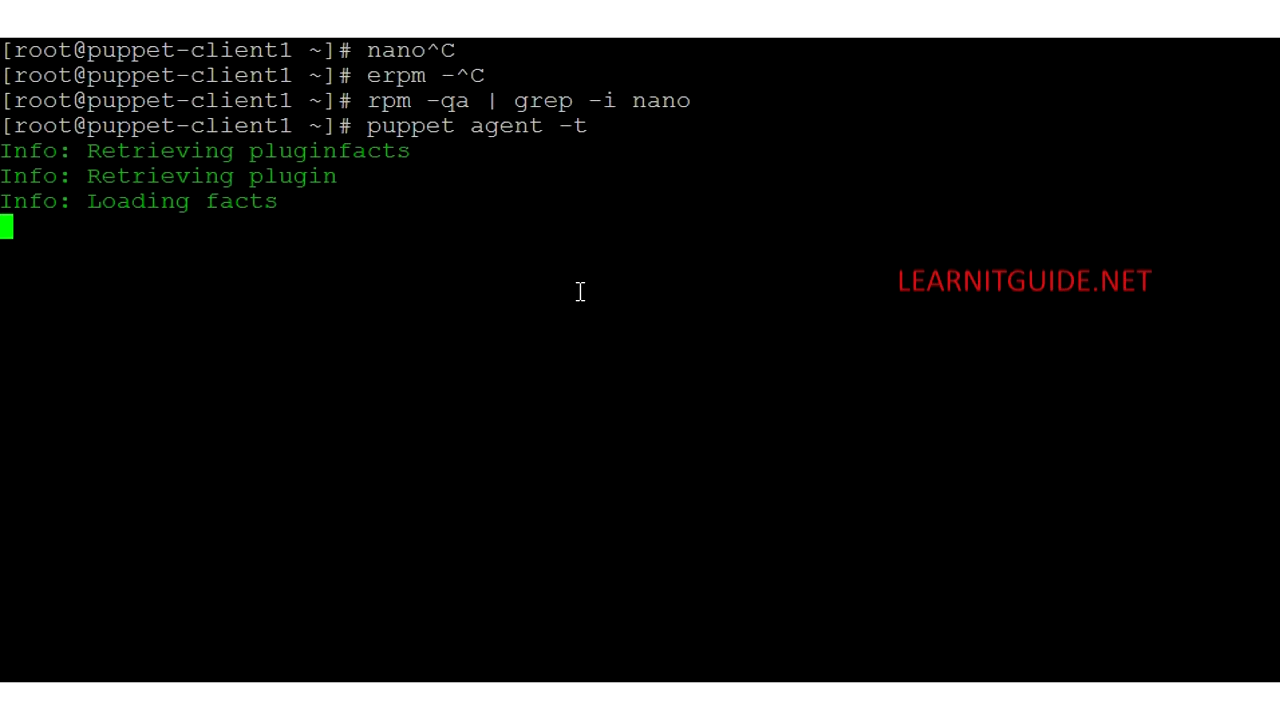 [root@puppet-client1 ~]# nano^C
[root@puppet-client1 ~]# erpm -^C
[root@puppet-client1 ~]# rpm -qa | grep -i nano
[root@puppet-client1 ~]# puppet agent -t
Info: Retrieving pluginfacts
Info: Retrieving plugin
Info: Loading facts
LEARNITGUIDE.NET